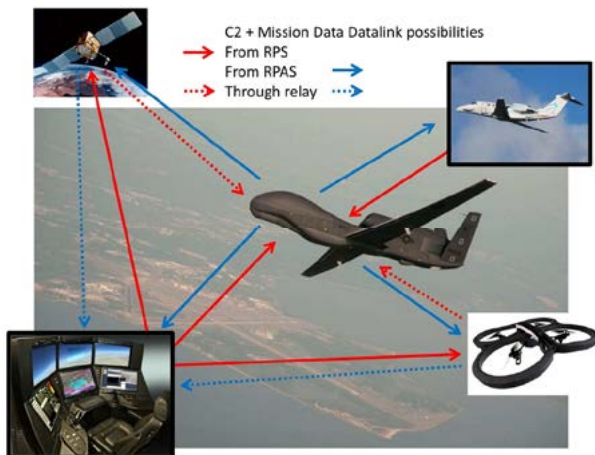 C2 + Mission Data Datalink possibilities
From RPS
From RPAS
Through relay